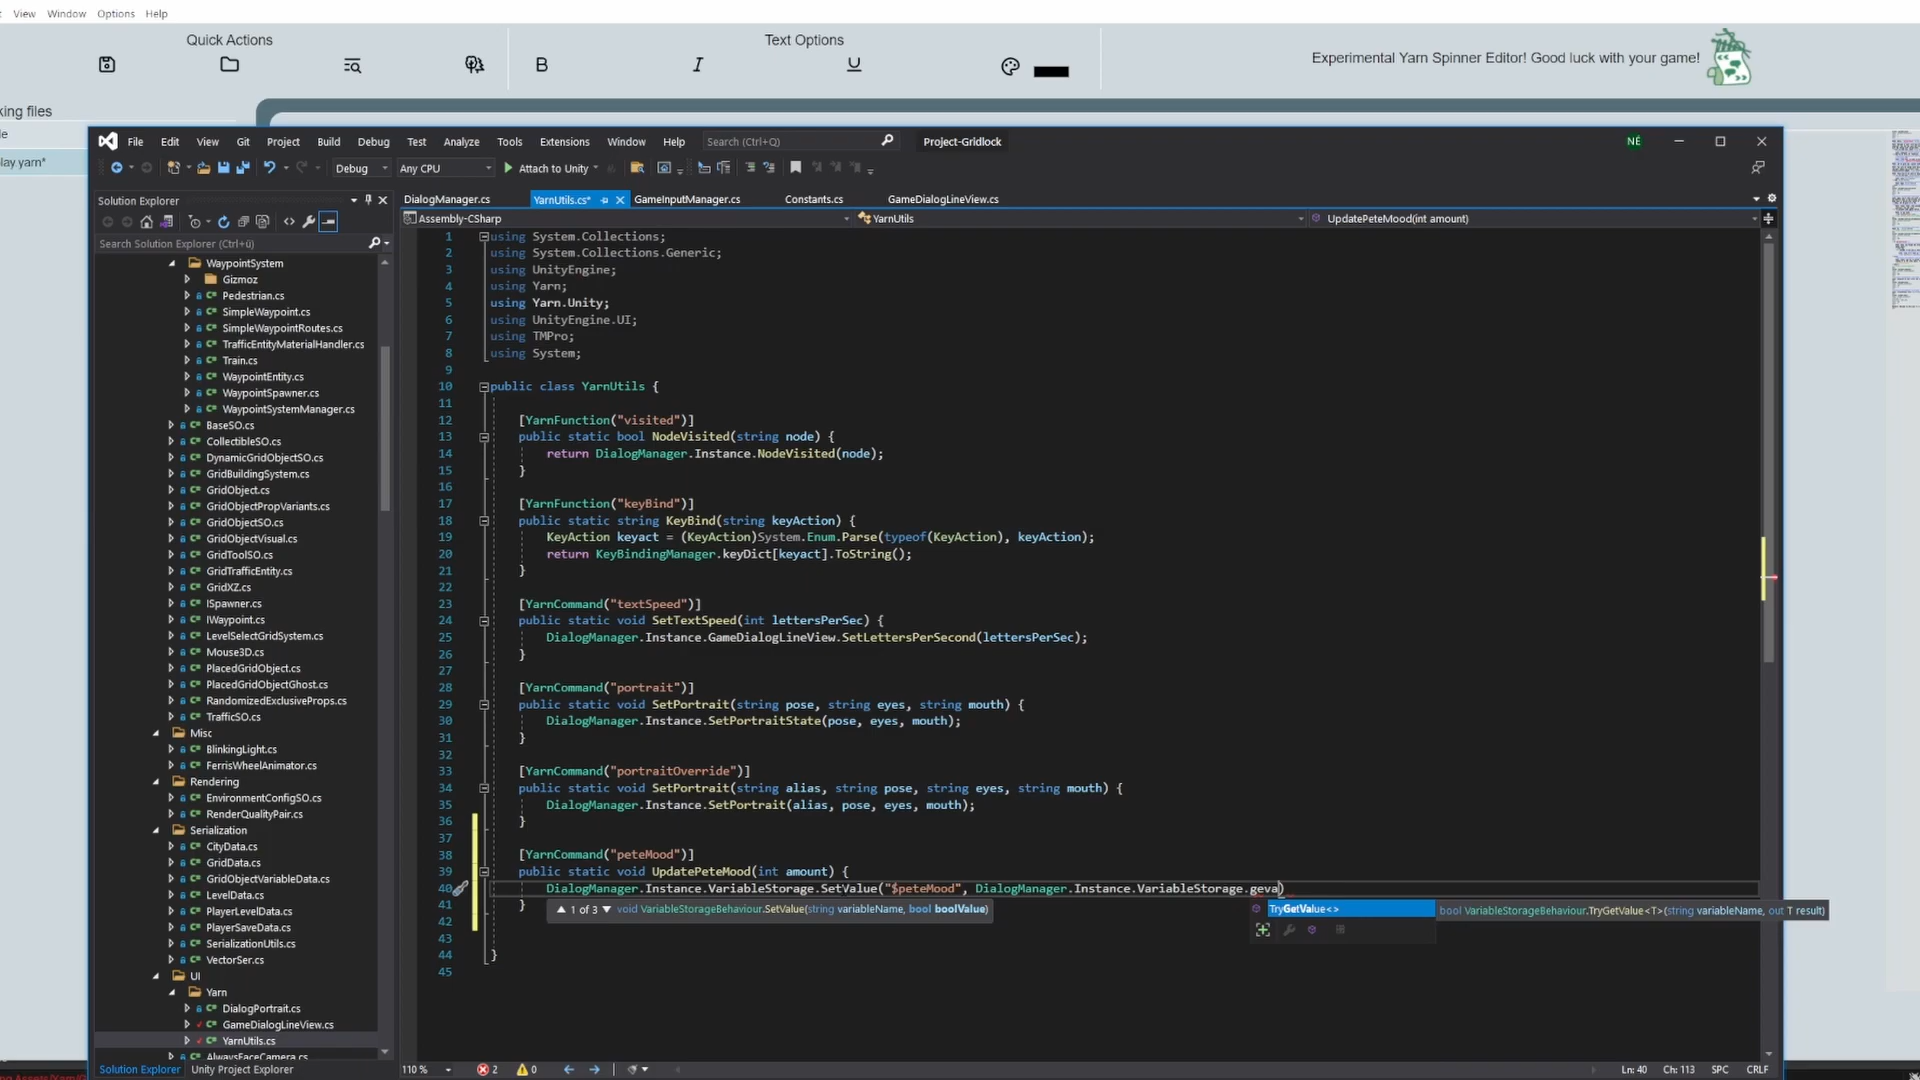 View Window Options Help
Quick Actions
Text Options
B
I
U
Experimental Yarn Spinner Editor! Good luck with your game!
king files
le
lay yarn*
File Edit View Git Project Build Debug Test Analyze Tools Extensions Window Help Search (Ctrl+Q) Project-Gridlock NÉ
Debug Any CPU Attach to Unity
Solution Explorer
Search Solution Explorer (Ctrl+ü)
WaypointSystem
Gizmoz
Pedestrian.cs
SimpleWaypoint.cs
SimpleWaypointRoutes.cs
TrafficEntityMaterialHandler.cs
Train.cs
WaypointEntity.cs
WaypointSpawner.cs
WaypointSystemManager.cs
BaseSO.cs
CollectibleSO.cs
DynamicGridObjectSO.cs
GridBuildingSystem.cs
GridObject.cs
GridObjectPropVariants.cs
GridObjectSO.cs
GridObjectVisual.cs
GridToolSO.cs
GridTrafficEntity.cs
GridXZ.cs
ISpawner.cs
IWaypoint.cs
LevelSelectGridSystem.cs
Mouse3D.cs
PlacedGridObject.cs
PlacedGridObjectGhost.cs
RandomizedExclusiveProps.cs
TrafficSO.cs
Misc
BlinkingLight.cs
FerrisWheelAnimator.cs
Rendering
EnvironmentConfigSO.cs
RenderQualityPair.cs
Serialization
CityData.cs
GridData.cs
GridObjectVariableData.cs
LevelData.cs
PlayerLevelData.cs
PlayerSaveData.cs
SerializationUtils.cs
VectorSer.cs
UI
Yarn
DialogPortrait.cs
GameDialogLineView.cs
YarnUtils.cs
AlwaysFaceCamera.cs
Solution Explorer Unity Project Explorer
DialogManager.cs YarnUtils.cs* GameInputManager.cs Constants.cs GameDialogLineView.cs
Assembly-CSharp YarnUtils UpdatePeteMood(int amount)
1 using System.Collections;
2 using System.Collections.Generic;
3 using UnityEngine;
4 using Yarn;
5 using Yarn.Unity;
6 using UnityEngine.UI;
7 using TMPro;
8 using System;
9
10 public class YarnUtils {
11
12 [YarnFunction("visited")]
13 public static bool NodeVisited(string node) {
14 return DialogManager.Instance.NodeVisited(node);
15 }
16
17 [YarnFunction("keyBind")]
18 public static string KeyBind(string keyAction) {
19 KeyAction keyact = (KeyAction)System.Enum.Parse(typeof(KeyAction), keyAction);
20 return KeyBindingManager.keyDict[keyact].ToString();
21 }
22
23 [YarnCommand("textSpeed")]
24 public static void SetTextSpeed(int lettersPerSec) {
25 DialogManager.Instance.GameDialogLineView.SetLettersPerSecond(lettersPerSec);
26 }
27
28 [YarnCommand("portrait")]
29 public static void SetPortrait(string pose, string eyes, string mouth) {
30 DialogManager.Instance.SetPortraitState(pose, eyes, mouth);
31 }
32
33 [YarnCommand("portraitOverride")]
34 public static void SetPortrait(string alias, string pose, string eyes, string mouth) {
35 DialogManager.Instance.SetPortrait(alias, pose, eyes, mouth);
36 }
37
38 [YarnCommand("peteMood")]
39 public static void UpdatePeteMood(int amount) {
40 DialogManager.Instance.VariableStorage.SetValue("$peteMood", DialogManager.Instance.VariableStorage.geva)
41 }
1 of 3 void VariableStorageBehaviour.SetValue(string variableName, bool boolValue)
TryGetValue<> bool VariableStorageBehaviour.TryGetValue<T>(string variableName, out T result)
42
43
44 }
45
110 % 2 0 Ln: 40 Ch: 113 SPC CRLF